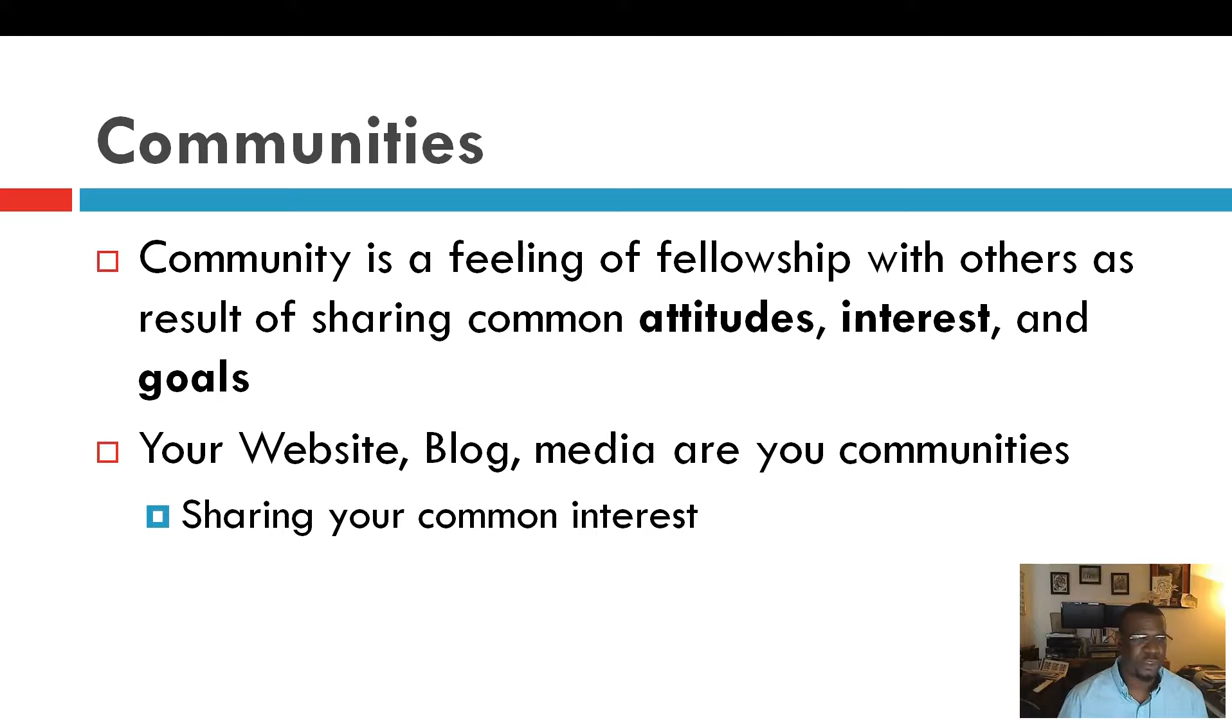 Communities
Community is a feeling of fellowship with others as
result of sharing common attitudes, interest, and
goals
Your Website, Blog, media are you communities
Sharing your common interest